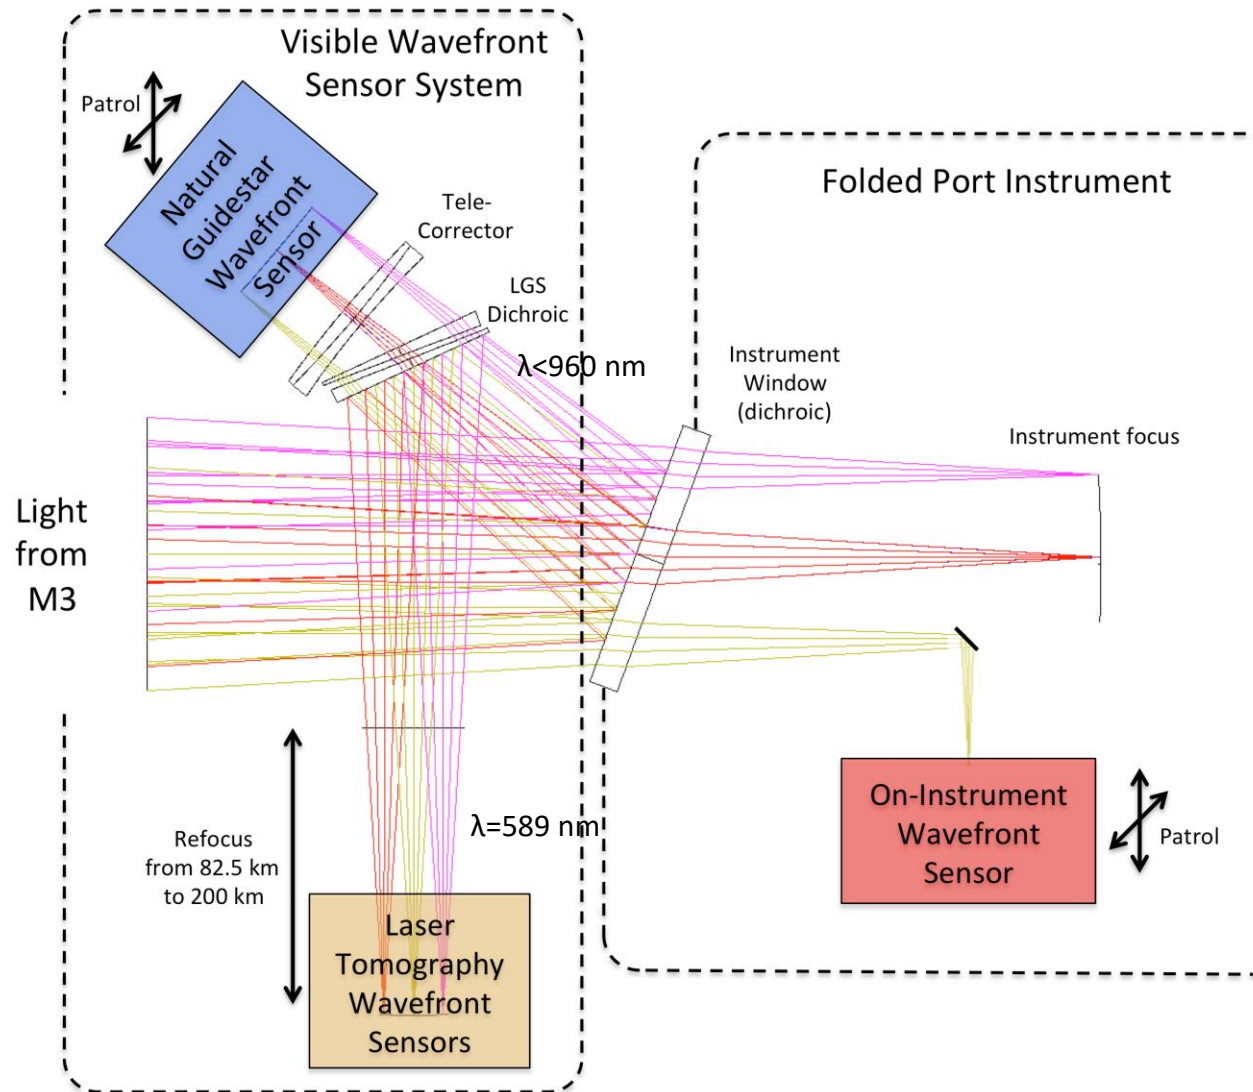 Visible Wavefront
Sensor System
Patrol
Natural
Guidestar
Wavefront
Sensor
Tele-
Corrector
LGS
Dichroic
λ<960 nm
Folded Port Instrument
Instrument
Window
(dichroic)
Instrument focus
Light
from
M3
λ=589 nm
Refocus
from 82.5 km
to 200 km
Laser
Tomography
Wavefront
Sensors
On-Instrument
Wavefront
Sensor
Patrol